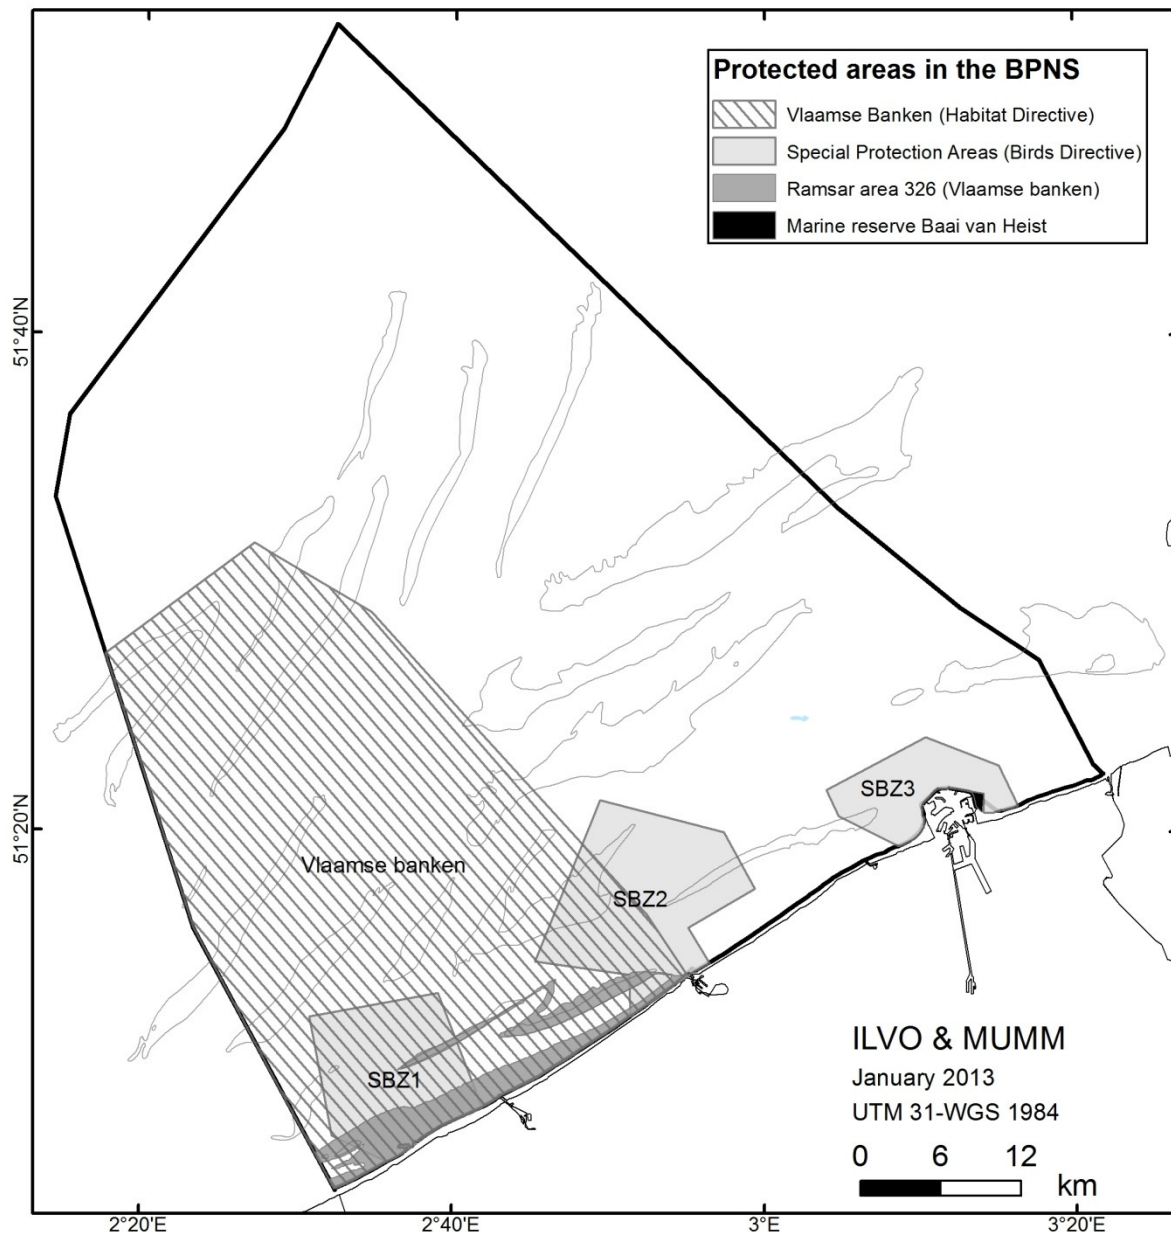 Protected areas in the BPNS
Vlaamse Banken (Habitat Directive)
Special Protection Areas (Birds Directive)
Ramsar area 326 (Vlaamse banken)
Marine reserve Baai van Heist
51°40'N
51°20'N
SBZ3
Vlaamse banken
SBZ2
SBZ1
ILVO & MUMM
January 2013
UTM 31-WGS 1984
0 6 12
km
2°20'E 2°40'E 3°E 3°20'E